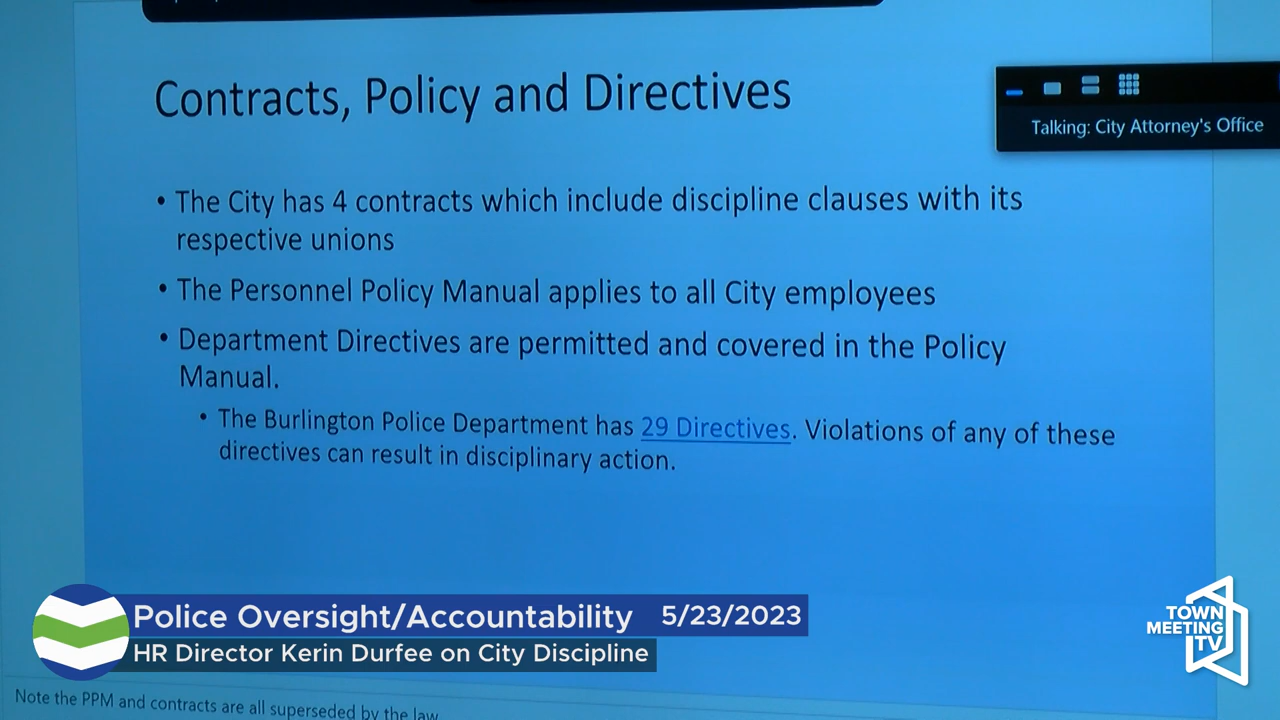 Contracts, Policy and Directives
Talking: City Attorney's Office
• The City has 4 contracts which include discipline clauses with its
respective unions
• The Personnel Policy Manual applies to all City employees
• Department Directives are permitted and covered in the Policy
Manual.
• The Burlington Police Department has 29 Directives. Violations of any of these
directives can result in disciplinary action.
Police Oversight/Accountability 5/23/2023
HR Director Kerin Durfee on City Discipline
TOWN
MEETING
TV
Note the PPM and contracts are all superseded by the law